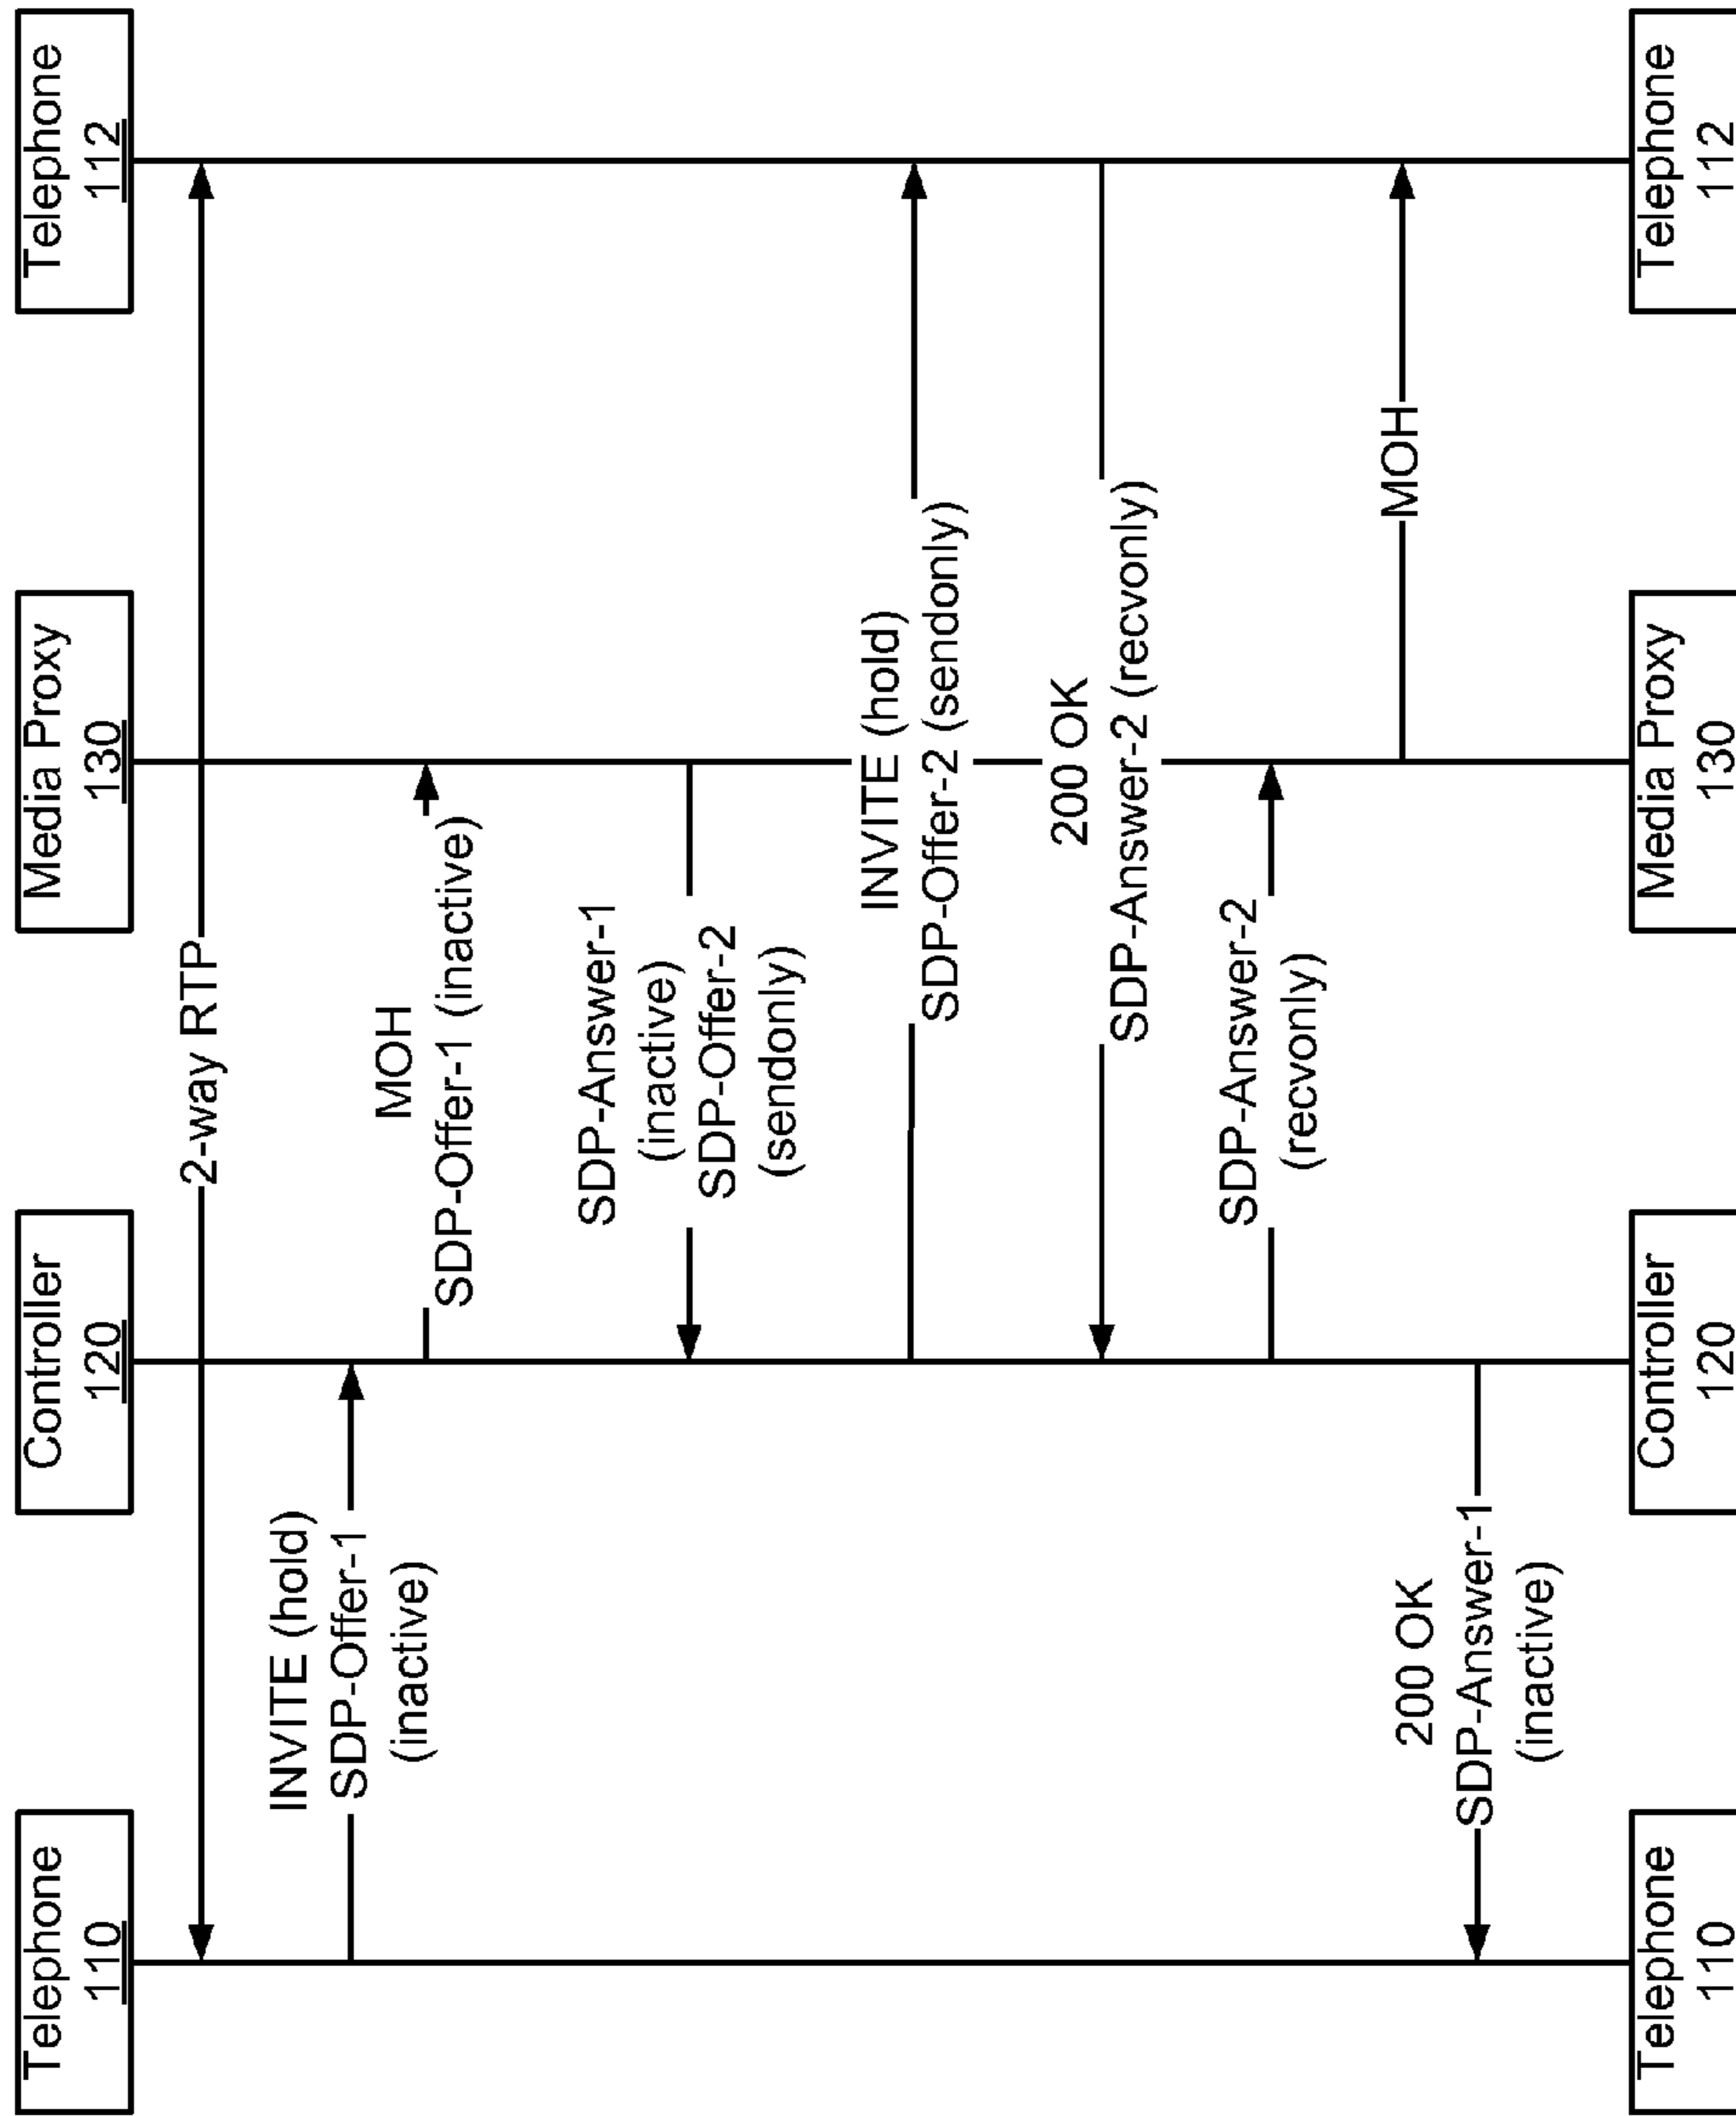 Telephone
110
Controller
120
Media Proxy
130
Telephone
112
2-way RTP
INVITE (hold)
SDP-Offer-1
(inactive)
MOH
SDP-Offer-1 (inactive)
SDP-Answer-1
(inactive)
SDP-Offer-2
(sendonly)
INVITE (hold)
SDP-Offer-2 (sendonly)
200 OK
SDP-Answer-2 (recvonly)
SDP-Answer-2
(recvonly)
MOH
200 OK
SDP-Answer-1
(inactive)
Telephone
110
Controller
120
Media Proxy
130
Telephone
112